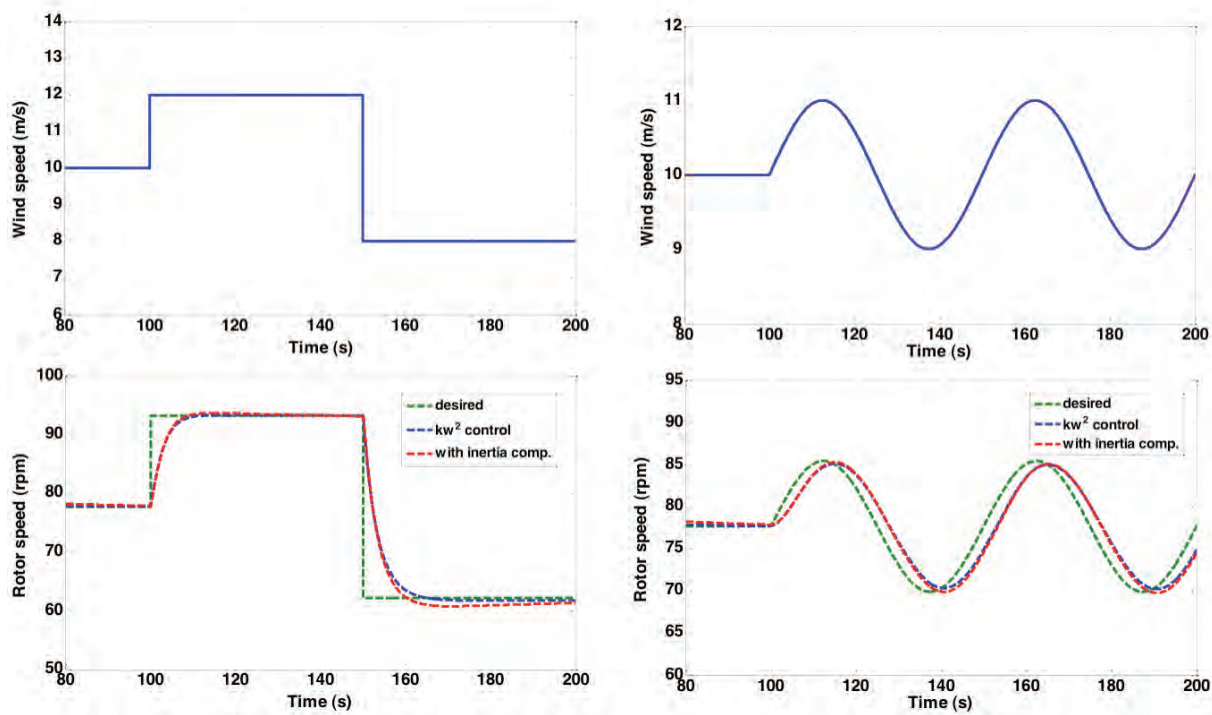 14
13
12
11
10
9
8
7
6
80 100 120 140 160 180 200
Wind speed (m/s)
Time (s)
12
11
10
9
8
80 100 120 140 160 180 200
Wind speed (m/s)
Time (s)
100
90
80
70
60
50
80 100 120 140 160 180 200
Rotor speed (rpm)
Time (s)
desired
kw² control
with inertia comp.
95
90
85
80
75
70
65
60
80 100 120 140 160 180 200
Rotor speed (rpm)
Time (s)
desired
kw² control
with inertia comp.